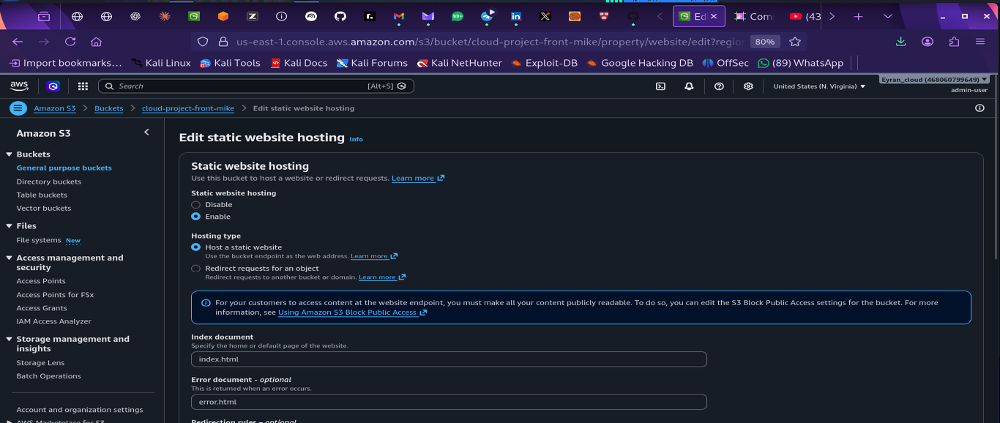 99+
Ed
Com
(43
us-east-1.console.aws.amazon.com/s3/bucket/cloud-project-front-mike/property/website/edit?regio
80%
Import bookmarks...
Kali Linux
Kali Tools
Kali Docs
Kali Forums
Kali NetHunter
Exploit-DB
Google Hacking DB
OffSec
(89) WhatsApp
aws
Search
[Alt+S]
United States (N. Virginia)
Eyran_cloud (468060799649)
admin-user
Amazon S3
Buckets
cloud-project-front-mike
Edit static website hosting
Amazon S3
Buckets
General purpose buckets
Directory buckets
Table buckets
Vector buckets
Files
File systems New
Access management and
security
Access Points
Access Points for FSx
Access Grants
IAM Access Analyzer
Storage management and
insights
Storage Lens
Batch Operations
Account and organization settings
AWS Marketplace for S3
Edit static website hosting Info
Static website hosting
Use this bucket to host a website or redirect requests. Learn more
Static website hosting
Disable
Enable
Hosting type
Host a static website
Use the bucket endpoint as the web address. Learn more
Redirect requests for an object
Redirect requests to another bucket or domain. Learn more
For your customers to access content at the website endpoint, you must make all your content publicly readable. To do so, you can edit the S3 Block Public Access settings for the bucket. For more
information, see Using Amazon S3 Block Public Access
Index document
Specify the home or default page of the website.
index.html
Error document – optional
This is returned when an error occurs.
error.html
Redirection rules – optional